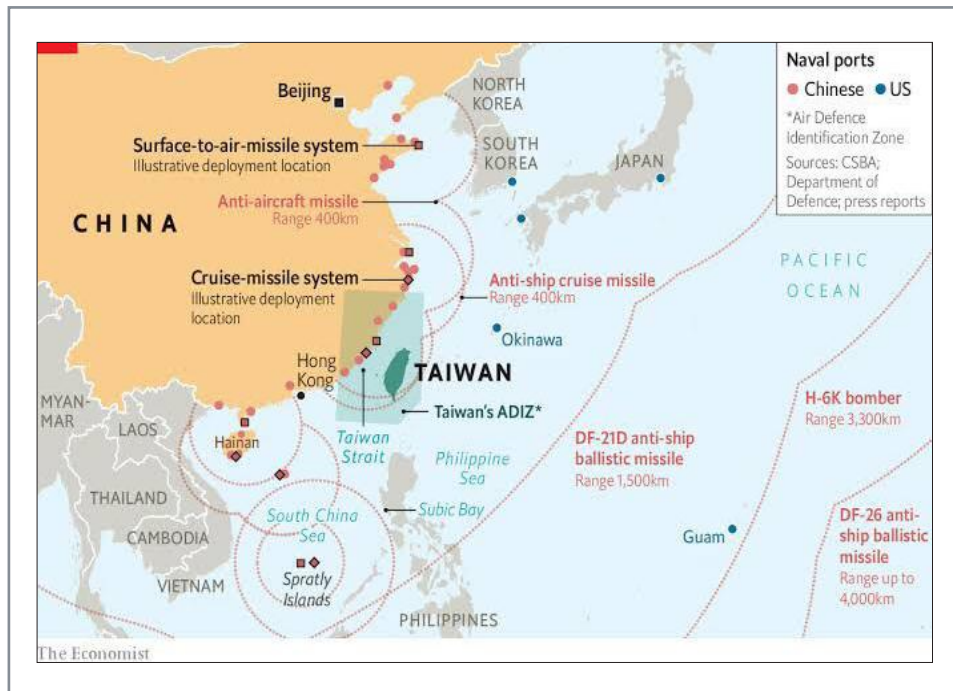 Naval ports
Chinese US
*Air Defence
Identification Zone
Sources: CSBA;
Department of
Defence; press reports
Beijing
NORTH
KOREA
SOUTH
KOREA
JAPAN
Surface-to-air-missile system
Illustrative deployment location
Anti-aircraft missile
Range 400km
CHINA
Cruise-missile system
Illustrative deployment
location
Anti-ship cruise missile
Range 400km
PACIFIC
OCEAN
Okinawa
Hong
Kong
TAIWAN
Taiwan's ADIZ*
MYAN-
MAR
LAOS
Hainan
Taiwan
Strait
Philippine
Sea
DF-21D anti-ship
ballistic missile
Range 1,500km
H-6K bomber
Range 3,300km
THAILAND
South China
Sea
Subic Bay
CAMBODIA
Guam
DF-26 anti-
ship ballistic
missile
Range up to
4,000km
VIETNAM
Spratly
Islands
PHILIPPINES
The Economist